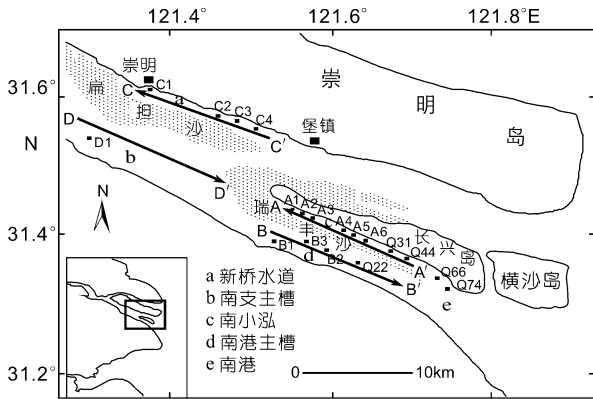 121.4° 121.6° 121.8°E
31.6°
31.4°
31.2°
N
崇明
C C1
a
C2 C3 C4
C′
扁担沙
崇明岛
堡镇
D D1
b
D′
N
瑞丰沙
A A1 A2 A3
c
A4 A5 A6
Q31 Q44
A′
长兴岛
横沙岛
B B1 B3 B2
d
Q22
B′
Q66
Q74
e
a 新桥水道
b 南支主槽
c 南小泓
d 南港主槽
e 南港
0 10km